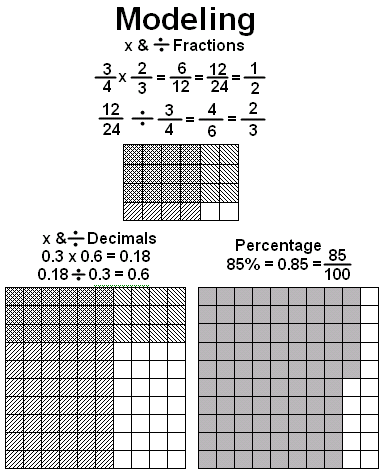 Modeling
x & ÷ Fractions
3/4 x 2/3 = 6/12 = 12/24 = 1/2
12/24 ÷ 3/4 = 4/6 = 2/3
x & ÷ Decimals
0.3 x 0.6 = 0.18
0.18 ÷ 0.3 = 0.6
Percentage
85% = 0.85 = 85/100